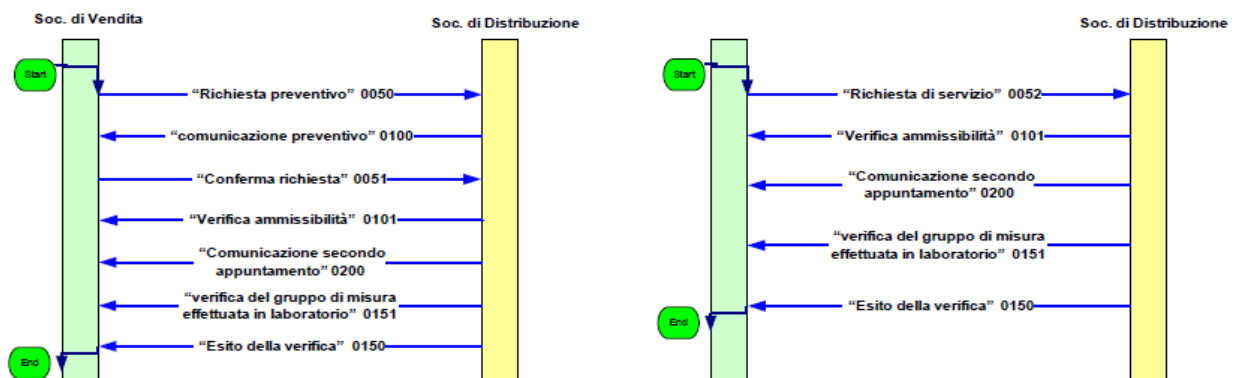 Soc. di Vendita
Soc. di Distribuzione
Start
“Richiesta preventivo” 0050
“comunicazione preventivo” 0100
“Conferma richiesta” 0051
“Verifica ammissibilità” 0101
“Comunicazione secondo
appuntamento” 0200
“verifica del gruppo di misura
effettuata in laboratorio” 0151
“Esito della verifica” 0150
End
Soc. di Distribuzione
Start
“Richiesta di servizio” 0052
“Verifica ammissibilità” 0101
“Comunicazione secondo
appuntamento” 0200
“verifica del gruppo di misura
effettuata in laboratorio” 0151
“Esito della verifica” 0150
End